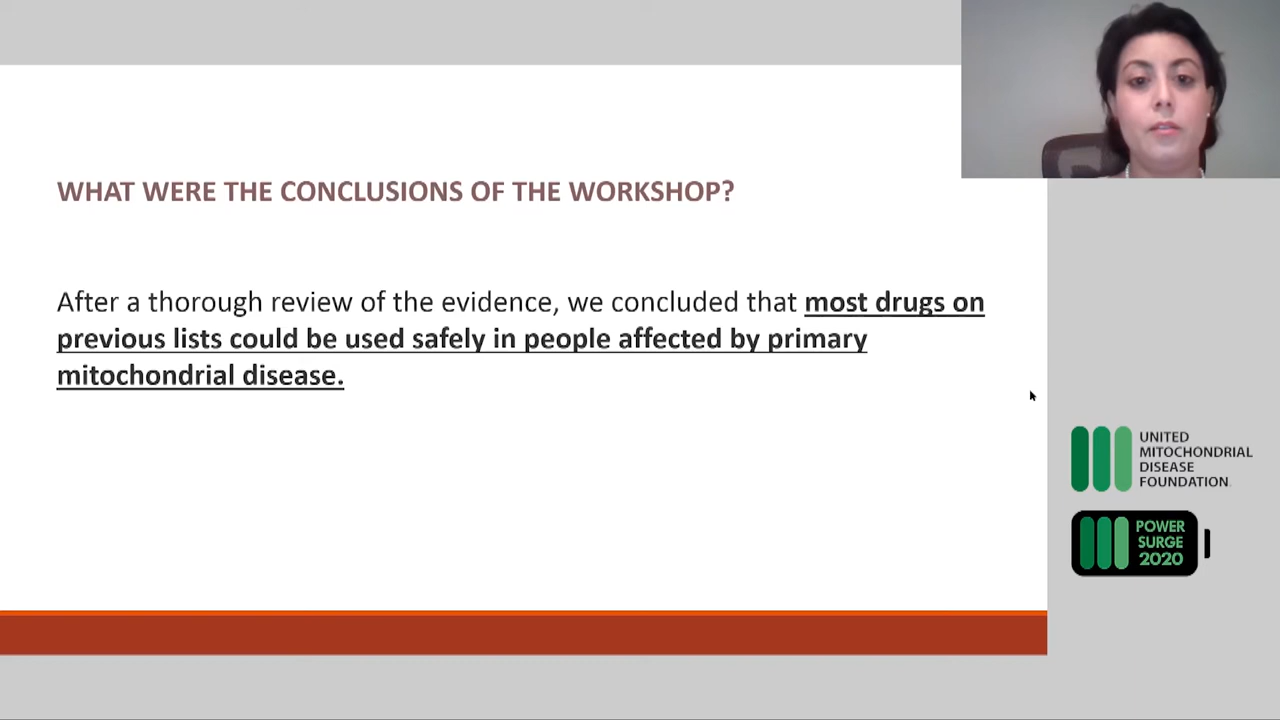 WHAT WERE THE CONCLUSIONS OF THE WORKSHOP?
After a thorough review of the evidence, we concluded that most drugs on
previous lists could be used safely in people affected by primary
mitochondrial disease.
UNITED
MITOCHONDRIAL
DISEASE
FOUNDATION
POWER
SURGE
2020